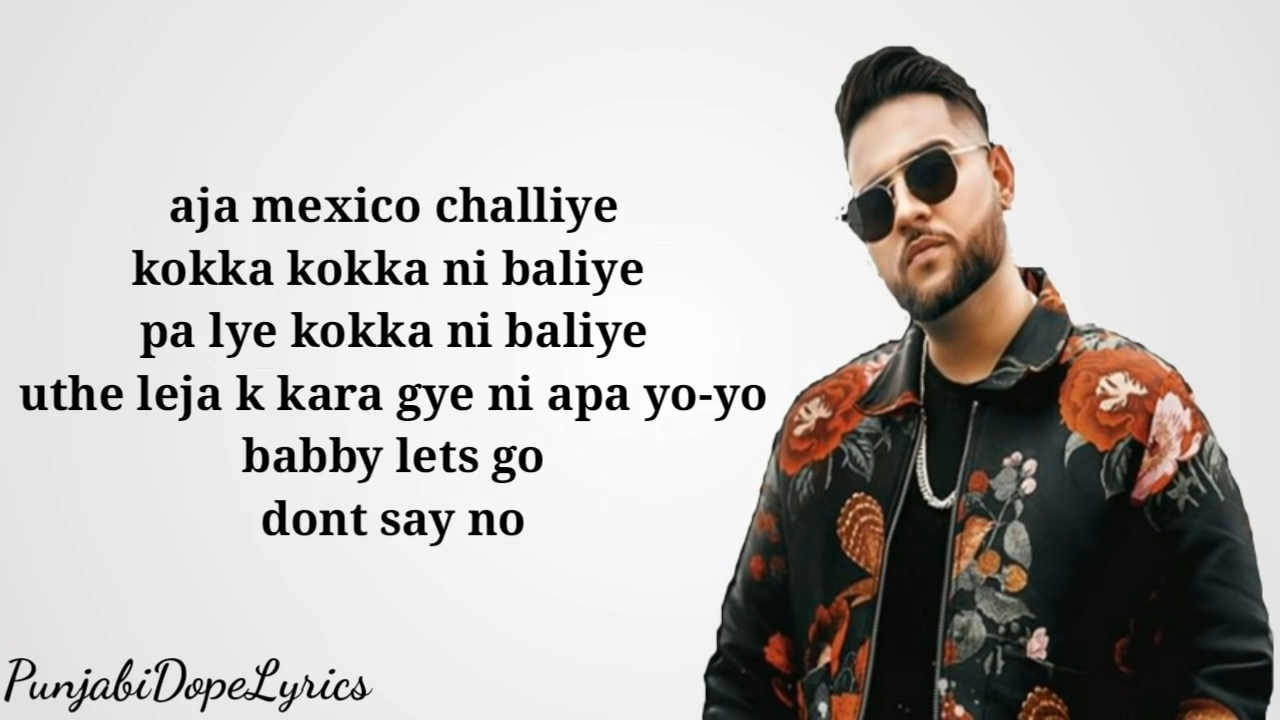 aja mexico challiye
kokka kokka ni baliye
pa lye kokka ni baliye
uthe leja k kara gye ni apa yo-yo
babby lets go
dont say no
PunjabiDopeLyrics